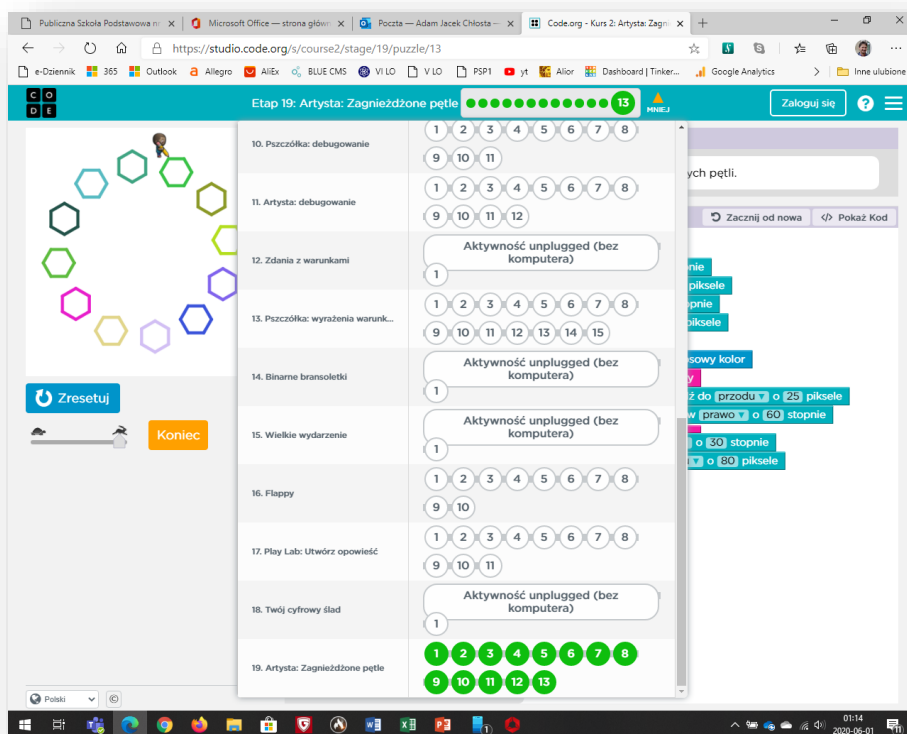 Publiczna Szkoła Podstawowa nr
Microsoft Office — strona główn
Poczta — Adam Jacek Chłosta —
Code.org - Kurs 2: Artysta: Zagn
https://studio.code.org/s/course2/stage/19/puzzle/13
e-Dziennik 365 Outlook Allegro AliEx BLUE CMS VI LO V LO PSP1 yt Alior Dashboard | Tinker... Google Analytics Inne ulubione
C O
D E
Etap 19: Artysta: Zagnieżdżone pętle 13 MNIEJ Zaloguj się ?
ych pętli.
Zacznij od nowa </> Pokaż Kod
10. Pszczółka: debugowanie
1 2 3 4 5 6 7 8
9 10 11
11. Artysta: debugowanie
1 2 3 4 5 6 7 8
9 10 11 12
12. Zdania z warunkami
Aktywność unplugged (bez
komputera)
1
13. Pszczółka: wyrażenia warunk...
1 2 3 4 5 6 7 8
9 10 11 12 13 14 15
14. Binarne bransoletki
Aktywność unplugged (bez
komputera)
1
15. Wielkie wydarzenie
Aktywność unplugged (bez
komputera)
1
16. Flappy
1 2 3 4 5 6 7 8
9 10
17. Play Lab: Utwórz opowieść
1 2 3 4 5 6 7 8
9 10 11
18. Twój cyfrowy ślad
Aktywność unplugged (bez
komputera)
1
19. Artysta: Zagnieżdżone pętle
1 2 3 4 5 6 7 8
9 10 11 12 13
Zresetuj
Koniec
nie
piksele
opnie
piksele
sowy kolor
y
ź do przodu o 25 piksele
w prawo o 60 stopnie
o 30 stopnie
o 80 piksele
Polski ©
01:14
2020-06-01